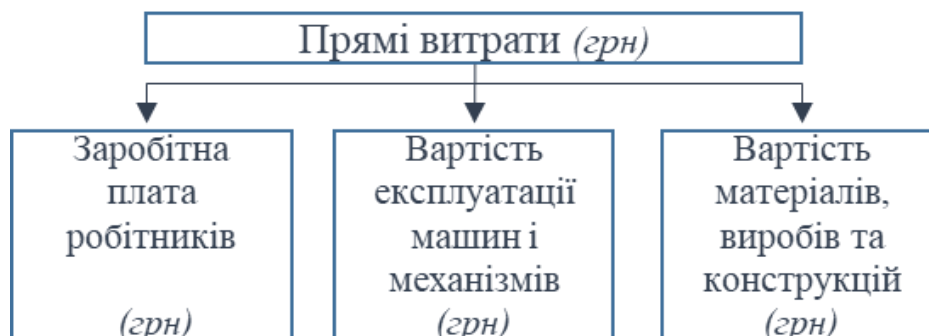 Прямі витрати (грн)
Заробітна
плата
робітників
(грн)
Вартість
експлуатації
машин і
механізмів
(грн)
Вартість
матеріалів,
виробів та
конструкцій
(грн)